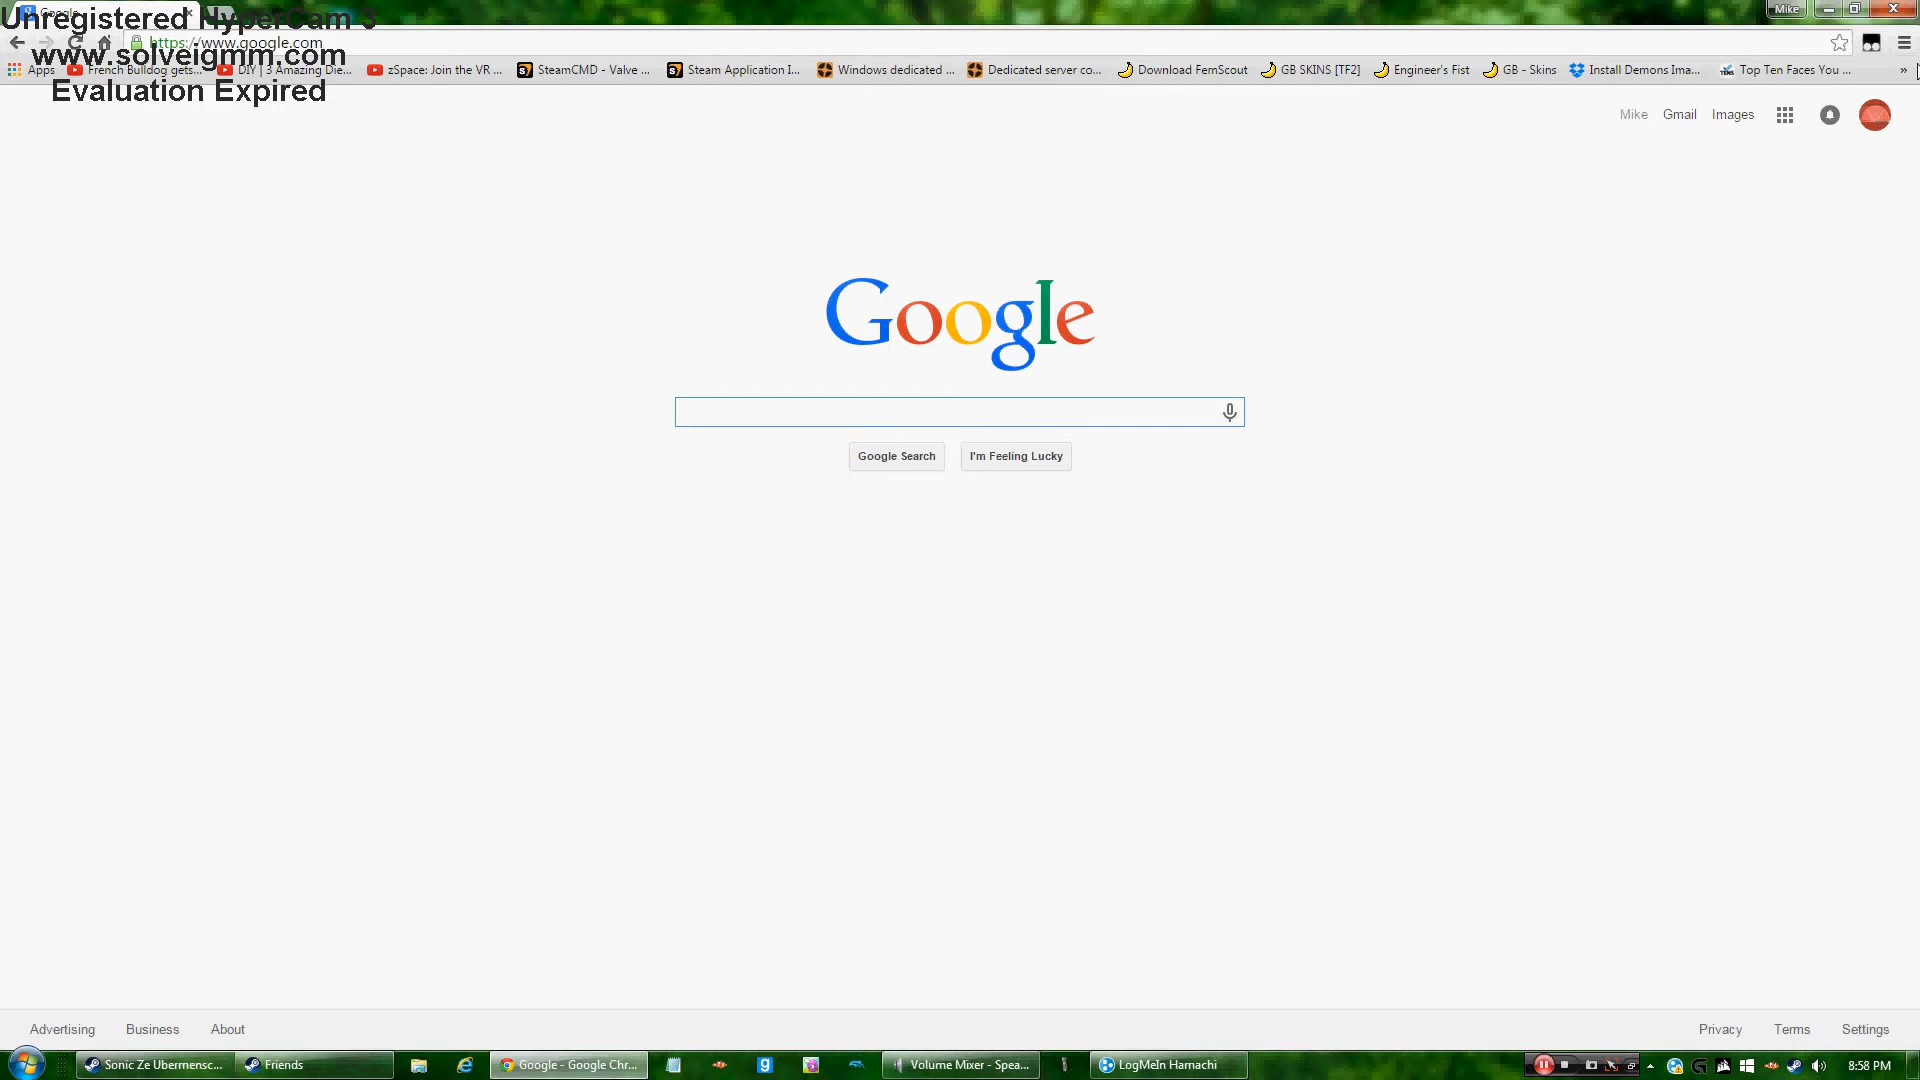 Google
Mike
Unregistered HyperCam 3
https://www.google.com
www.solveigmm.com
Apps French Bulldog gets... DIY | 3 Amazing Die... zSpace: Join the VR ... SteamCMD - Valve ... Steam Application I... Windows dedicated ... Dedicated server co... Download FemScout GB SKINS [TF2] Engineer's Fist GB - Skins Install Demons Ima... Top Ten Faces You ... »
Evaluation Expired
Mike Gmail Images
Google
Google Search I'm Feeling Lucky
Advertising Business About Privacy Terms Settings
Sonic Ze Ubermensc... Friends Google - Google Chr... Volume Mixer - Spea... LogMeIn Hamachi 8:58 PM